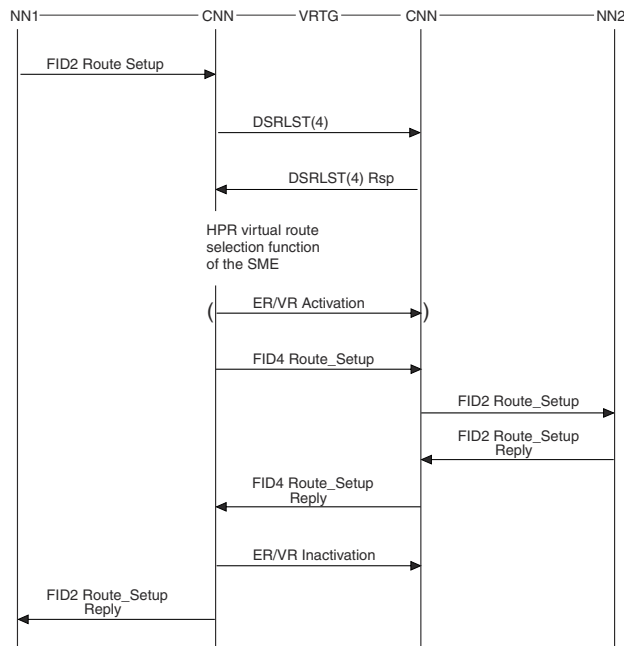 NN1 CNN VRTG CNN NN2
FID2 Route Setup
DSRLST(4)
DSRLST(4) Rsp
HPR virtual route
selection function
of the SME
( ER/VR Activation )
FID4 Route_Setup
FID2 Route_Setup
FID2 Route_Setup
Reply
FID4 Route_Setup
Reply
ER/VR Inactivation
FID2 Route_Setup
Reply